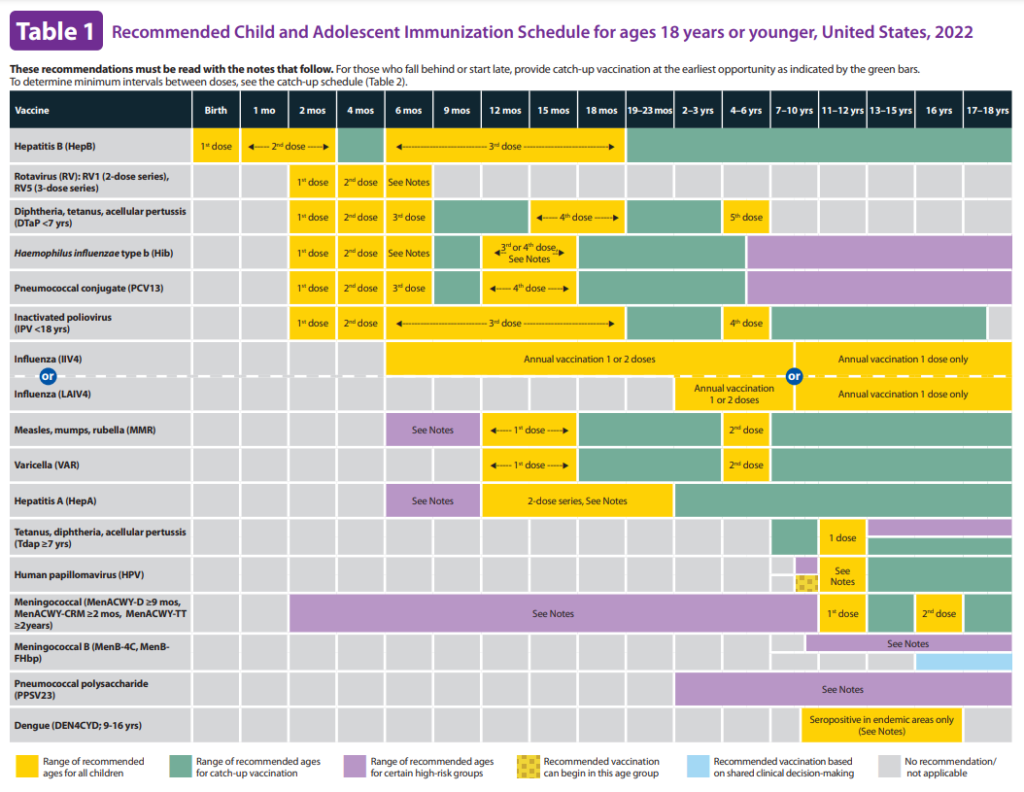 Table 1 Recommended Child and Adolescent Immunization Schedule for ages 18 years or younger, United States, 2022
These recommendations must be read with the notes that follow. For those who fall behind or start late, provide catch-up vaccination at the earliest opportunity as indicated by the green bars.
To determine minimum intervals between doses, see the catch-up schedule (Table 2).
Vaccine Birth 1 mo 2 mos 4 mos 6 mos 9 mos 12 mos 15 mos 18 mos 19–23 mos 2–3 yrs 4–6 yrs 7–10 yrs 11–12 yrs 13–15 yrs 16 yrs 17–18 yrs
Hepatitis B (HepB) 1st dose 2nd dose 3rd dose
Rotavirus (RV): RV1 (2-dose series),
RV5 (3-dose series)
1st dose 2nd dose See Notes
Diphtheria, tetanus, acellular pertussis
(DTaP <7 yrs)
1st dose 2nd dose 3rd dose 4th dose 5th dose
Haemophilus influenzae type b (Hib) 1st dose 2nd dose See Notes 3rd or 4th dose,
See Notes
Pneumococcal conjugate (PCV13) 1st dose 2nd dose 3rd dose 4th dose
Inactivated poliovirus
(IPV <18 yrs)
1st dose 2nd dose 3rd dose 4th dose
Influenza (IIV4) Annual vaccination 1 or 2 doses Annual vaccination 1 dose only
or or
Influenza (LAIV4) Annual vaccination
1 or 2 doses
Annual vaccination 1 dose only
Measles, mumps, rubella (MMR) See Notes 1st dose 2nd dose
Varicella (VAR) 1st dose 2nd dose
Hepatitis A (HepA) See Notes 2-dose series, See Notes
Tetanus, diphtheria, acellular pertussis
(Tdap ≥7 yrs)
1 dose
Human papillomavirus (HPV) See
Notes
Meningococcal (MenACWY-D ≥9 mos,
MenACWY-CRM ≥2 mos, MenACWY-TT
≥2years)
See Notes 1st dose 2nd dose
Meningococcal B (MenB-4C, MenB-
FHbp)
See Notes
Pneumococcal polysaccharide
(PPSV23)
See Notes
Dengue (DEN4CYD; 9-16 yrs) Seropositive in endemic areas only
(See Notes)
Range of recommended
ages for all children
Range of recommended ages
for catch-up vaccination
Range of recommended ages
for certain high-risk groups
Recommended vaccination
can begin in this age group
Recommended vaccination based
on shared clinical decision-making
No recommendation/
not applicable